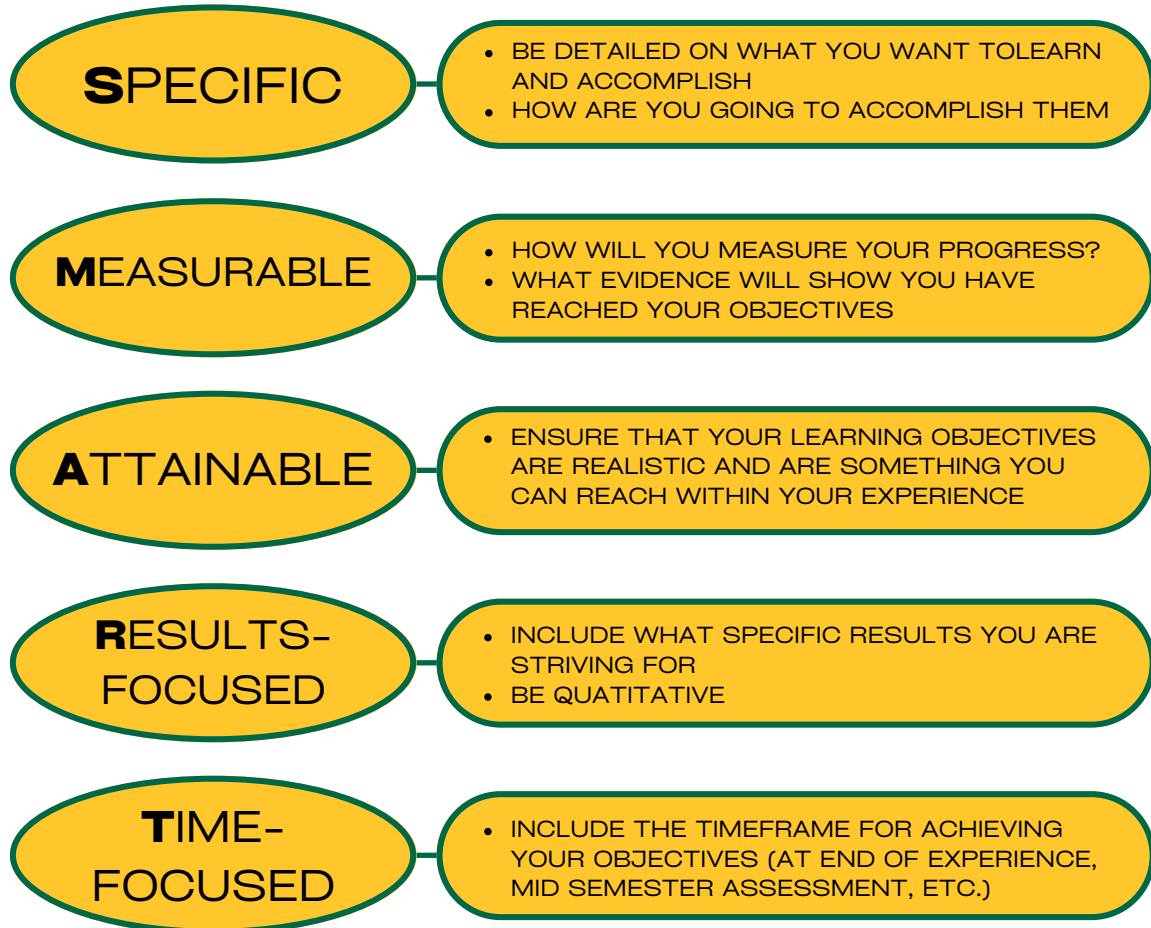 SPECIFIC
• BE DETAILED ON WHAT YOU WANT TOLEARN
AND ACCOMPLISH
• HOW ARE YOU GOING TO ACCOMPLISH THEM
MEASURABLE
• HOW WILL YOU MEASURE YOUR PROGRESS?
• WHAT EVIDENCE WILL SHOW YOU HAVE
REACHED YOUR OBJECTIVES
ATTAINABLE
• ENSURE THAT YOUR LEARNING OBJECTIVES
ARE REALISTIC AND ARE SOMETHING YOU
CAN REACH WITHIN YOUR EXPERIENCE
RESULTS-
FOCUSED
• INCLUDE WHAT SPECIFIC RESULTS YOU ARE
STRIVING FOR
• BE QUATITATIVE
TIME-
FOCUSED
• INCLUDE THE TIMEFRAME FOR ACHIEVING
YOUR OBJECTIVES (AT END OF EXPERIENCE,
MID SEMESTER ASSESSMENT, ETC.)